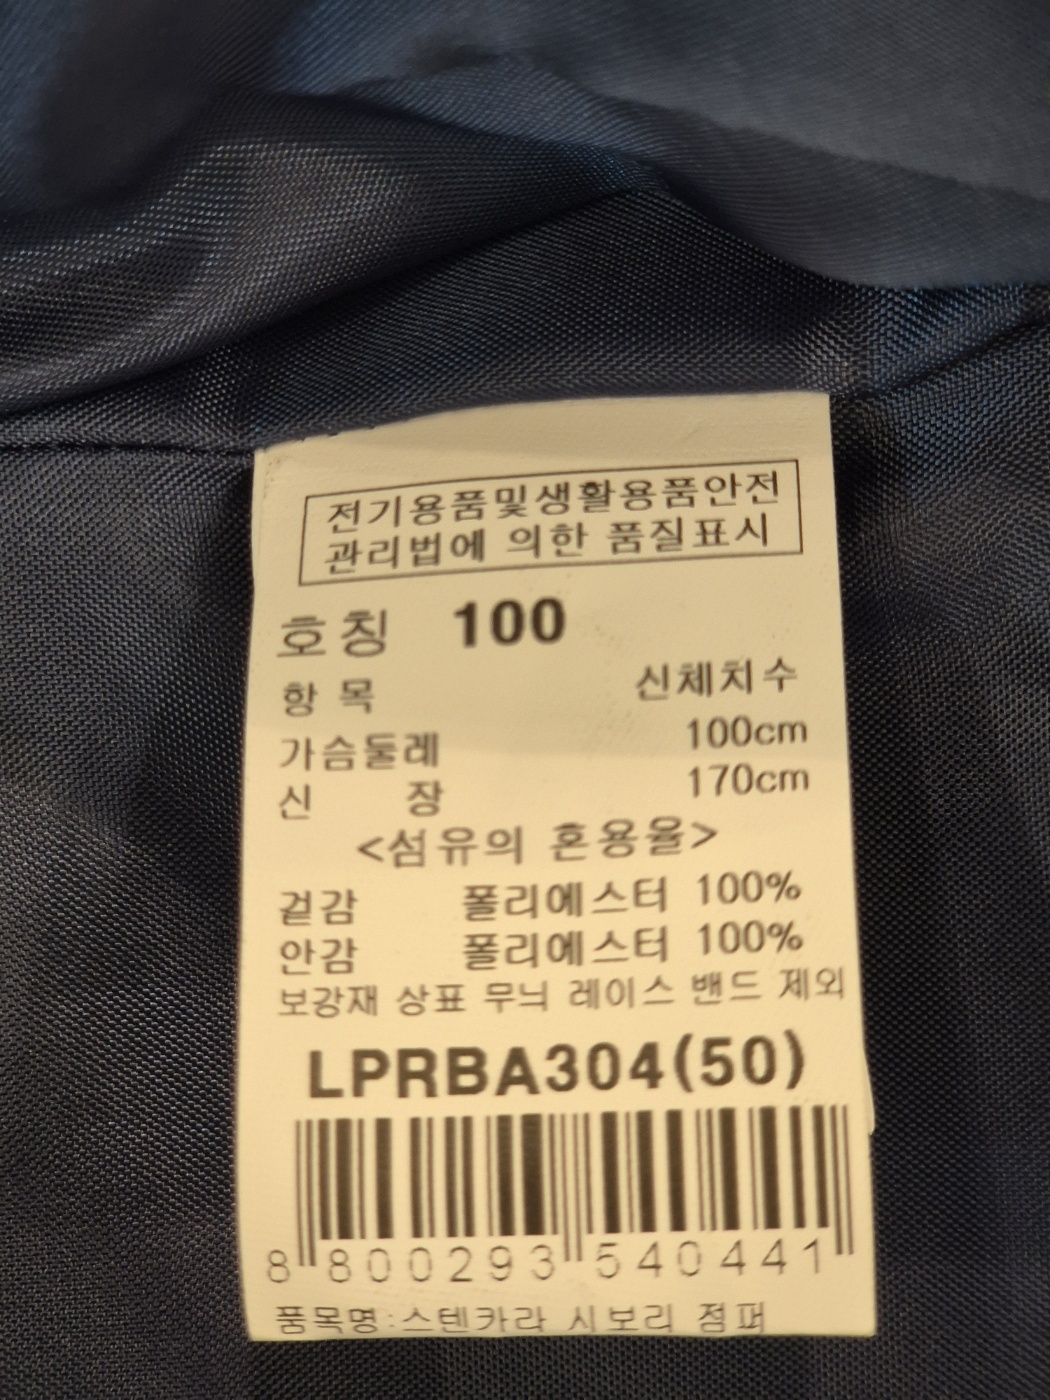 전기용품및생활용품안전
관리법에 의한 품질표시
호칭 100
항목 신체치수
가슴둘레 100cm
신장 170cm
<섬유의 혼용율>
겉감 폴리에스터 100%
안감 폴리에스터 100%
보강재 상표 무늬 레이스 밴드 제외
LPRBA304(50)
8 800293 540441
품목명:스텐카라 시보리 점퍼